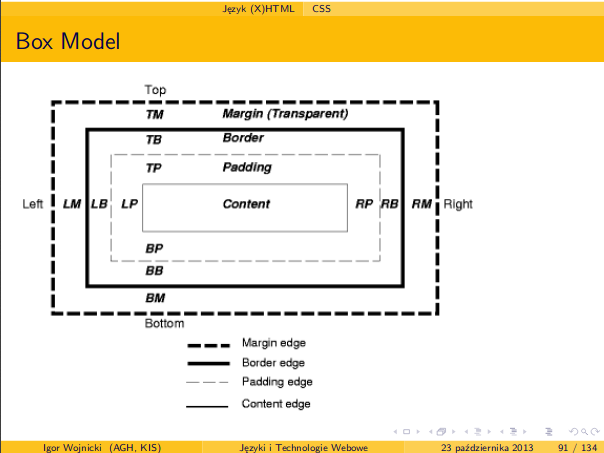 Język (X)HTML CSS
Box Model
Top
TM Margin (Transparent)
TB Border
TP Padding
Left LM LB LP Content RP RB RM Right
BP
BB
BM
Bottom
Margin edge
Border edge
Padding edge
Content edge
Igor Wojnicki (AGH, KIS) Języki i Technologie Webowe 23 października 2013 91 / 134